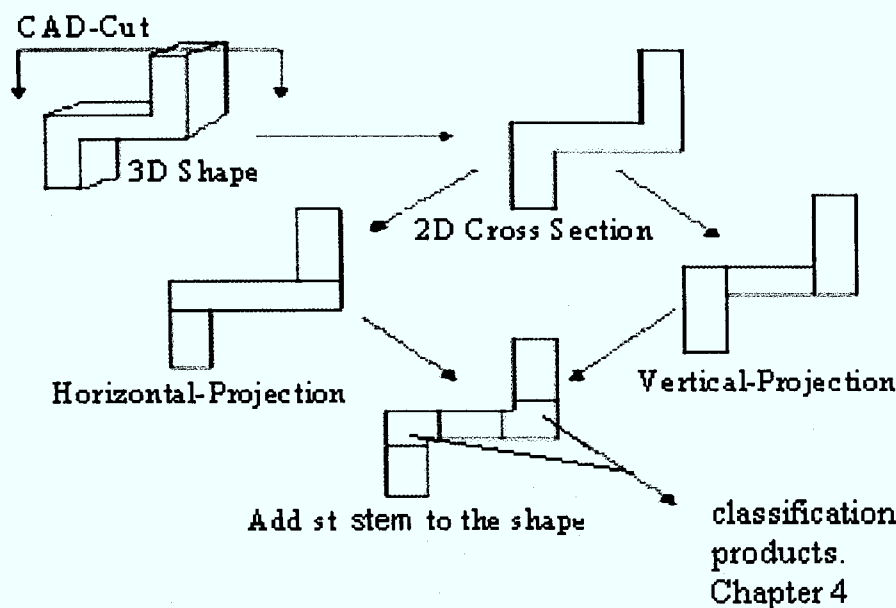 CAD-Cut
3D Shape
2D Cross Section
Horizontal-Projection
Vertical-Projection
Add st stem to the shape
classification
products.
Chapter 4